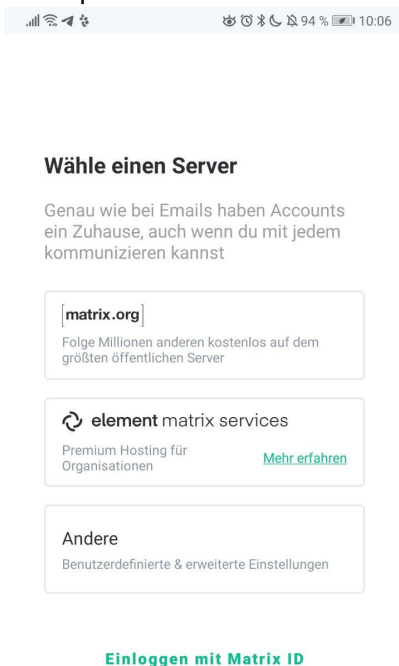 94 % 10:06
Wähle einen Server
Genau wie bei Emails haben Accounts
ein Zuhause, auch wenn du mit jedem
kommunizieren kannst
[matrix.org]
Folge Millionen anderen kostenlos auf dem
größten öffentlichen Server
element matrix services
Premium Hosting für
Organisationen
Mehr erfahren
Andere
Benutzerdefinierte & erweiterte Einstellungen
Einloggen mit Matrix ID